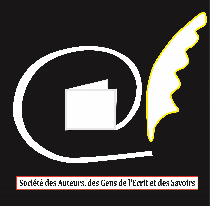 Société des Auteurs, des Gens de l'Ecrit et des Savoirs